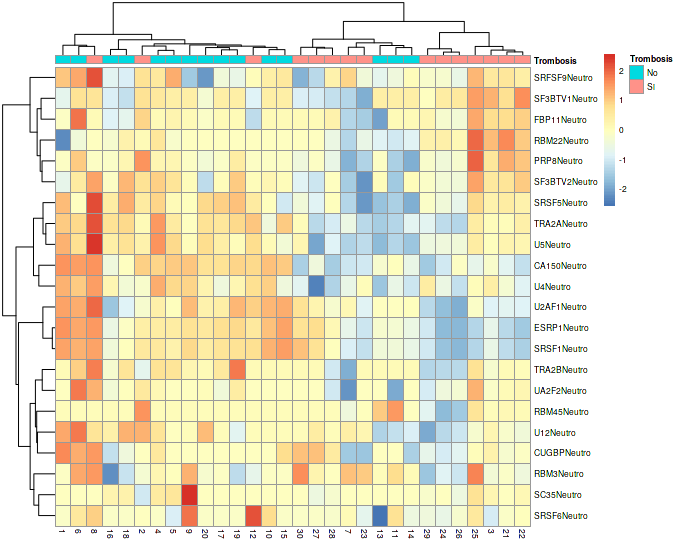 Trombosis
Trombosis
No
SI
2
1
0
-1
-2
SRFSF9Neutro
SF3BTV1Neutro
FBP11Neutro
RBM22Neutro
PRP8Neutro
SF3BTV2Neutro
SRSF5Neutro
TRA2ANeutro
U5Neutro
CA150Neutro
U4Neutro
U2AF1Neutro
ESRP1Neutro
SRSF1Neutro
TRA2BNeutro
UA2F2Neutro
RBM45Neutro
U12Neutro
CUGBPNeutro
RBM3Neutro
SC35Neutro
SRSF6Neutro
1 6 8 16 18 2 4 5 9 20 17 19 12 10 15 30 27 28 7 23 13 11 14 29 24 26 25 3 21 22